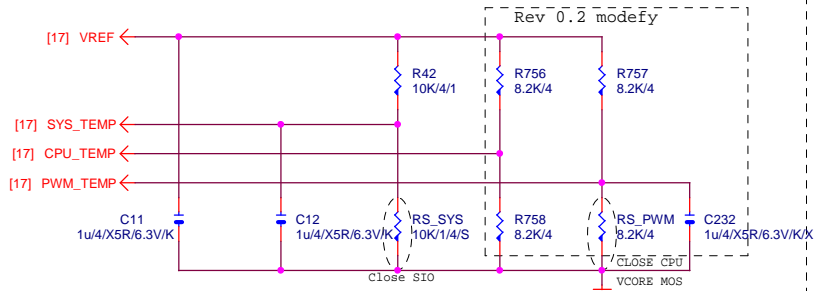 Rev 0.2 modefy
[17] VREF
R42
10K/4/1
R756
8.2K/4
R757
8.2K/4
[17] SYS_TEMP
[17] CPU_TEMP
[17] PWM_TEMP
C11
1u/4/X5R/6.3V/K
C12
1u/4/X5R/6.3V/K
RS_SYS
10K/1/4/S
R758
8.2K/4
RS_PWM
8.2K/4
C232
1u/4/X5R/6.3V/K/X
Close SIO
CLOSE CPU
VCORE MOS